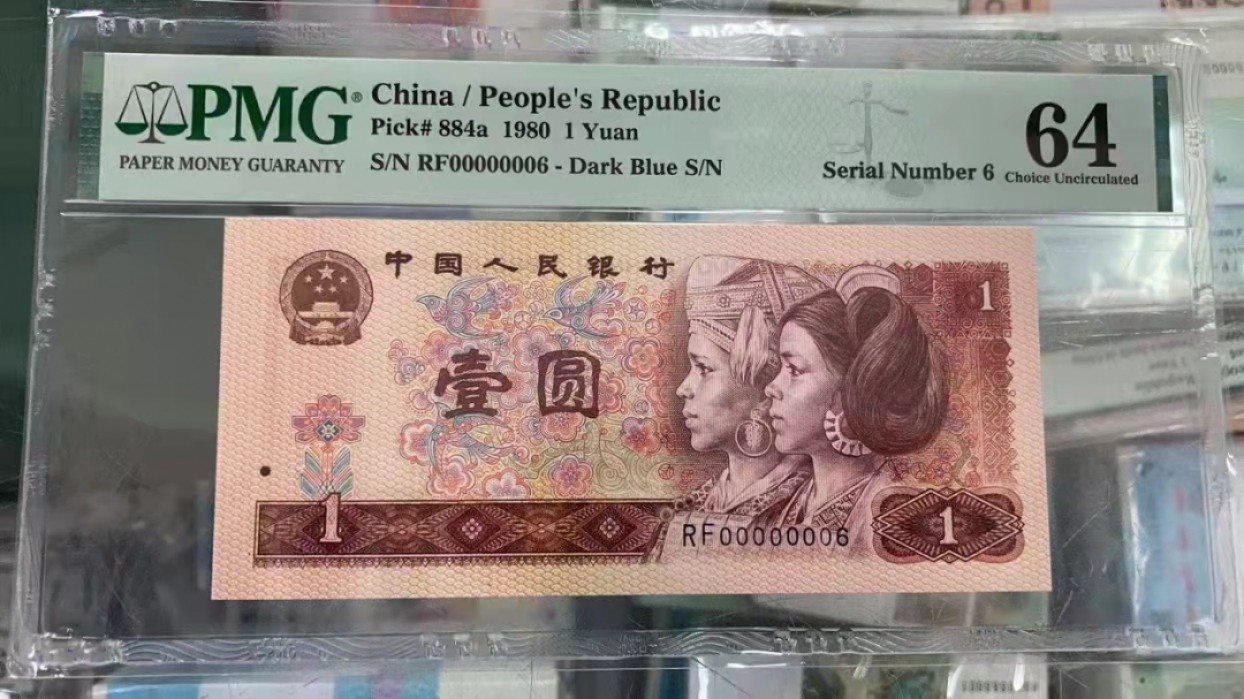 PMG®
PAPER MONEY GUARANTY
China / People's Republic
Pick# 884a 1980 1 Yuan
S/N RF00000006 - Dark Blue S/N
Serial Number 6
64
Choice Uncirculated
中国人民银行
1
壹圆
1
RF00000006
1